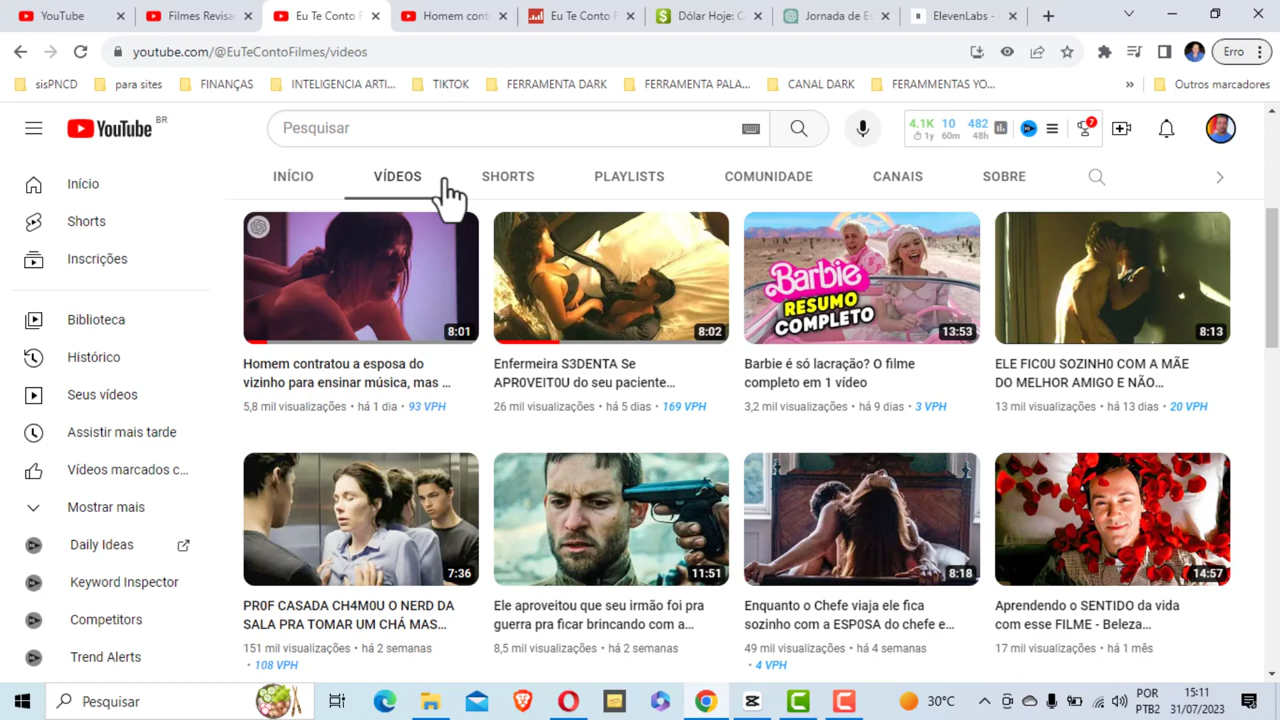 YouTube
Filmes Revisa
Eu Te Conto F
Homem cont
Eu Te Conto F
Dólar Hoje: C
Jornada de Es
ElevenLabs -
youtube.com/@EuTeContoFilmes/videos
Erro
sisPNCD
para sites
FINANÇAS
INTELIGENCIA ARTI...
TIKTOK
FERRAMENTA DARK
FERRAMENTA PALA...
CANAL DARK
FERAMMENTAS YO...
»
Outros marcadores
YouTube BR
Pesquisar
4.1K 10 482
1y 60m 48h
7
INÍCIO
VÍDEOS
SHORTS
PLAYLISTS
COMUNIDADE
CANAIS
SOBRE
Início
Shorts
Inscrições
Biblioteca
Histórico
Seus vídeos
Assistir mais tarde
Vídeos marcados c...
Mostrar mais
Daily Ideas
Keyword Inspector
Competitors
Trend Alerts
8:01
Homem contratou a esposa do
vizinho para ensinar música, mas ...
5,8 mil visualizações • há 1 dia • 93 VPH
8:02
Enfermeira S3DENTA Se
APR0VEIT0U do seu paciente...
26 mil visualizações • há 5 dias • 169 VPH
Barbie
RESUMO
COMPLETO
13:53
Barbie é só lacração? O filme
completo em 1 vídeo
3,2 mil visualizações • há 9 dias • 3 VPH
8:13
ELE FIC0U SOZINH0 COM A MÃE
DO MELHOR AMIGO E NÃO...
13 mil visualizações • há 13 dias • 20 VPH
7:36
PR0F CASADA CH4M0U O NERD DA
SALA PRA TOMAR UM CHÁ MAS...
151 mil visualizações • há 2 semanas
• 108 VPH
11:51
Ele aproveitou que seu irmão foi pra
guerra pra ficar brincando com a...
8,5 mil visualizações • há 2 semanas
8:18
Enquanto o Chefe viaja ele fica
sozinho com a ESP0SA do chefe e...
49 mil visualizações • há 4 semanas
• 4 VPH
14:57
Aprendendo o SENTIDO da vida
com esse FILME - Beleza...
17 mil visualizações • há 1 mês
Pesquisar
30°C
POR
PTB2
15:11
31/07/2023